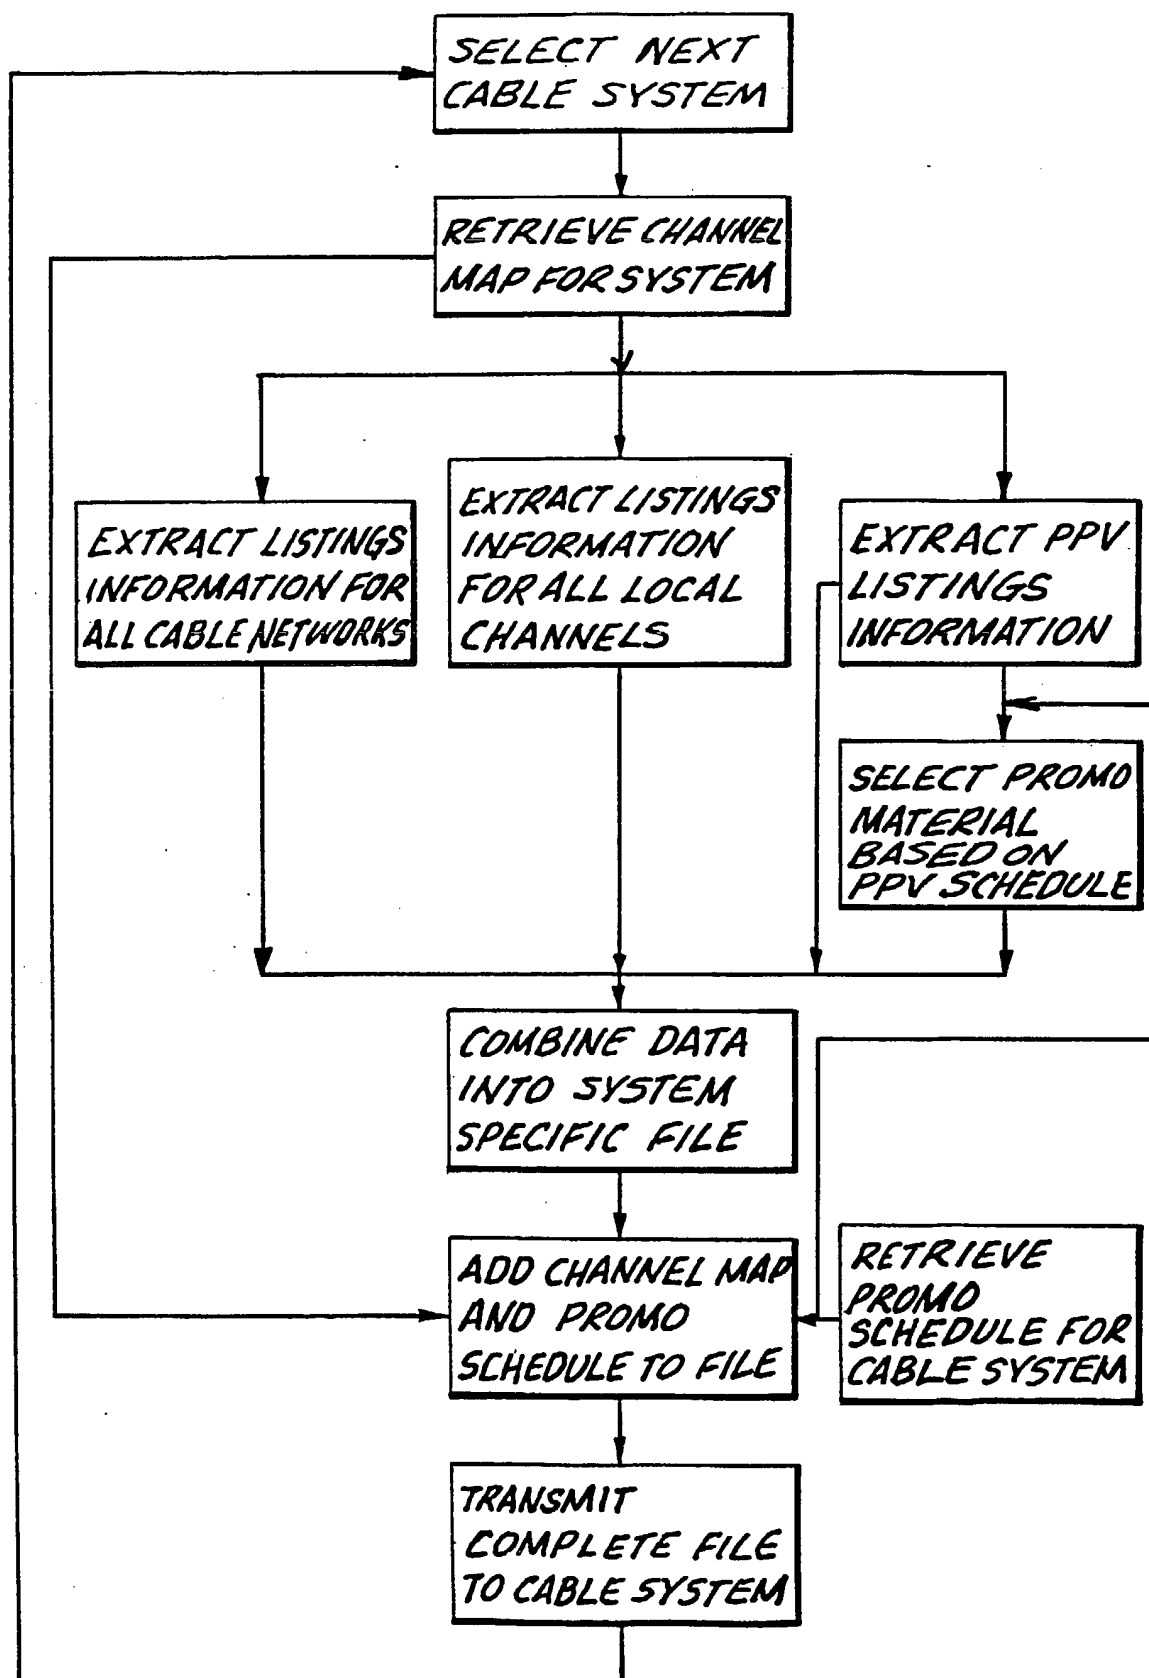 SELECT NEXT
CABLE SYSTEM
RETRIEVE CHANNEL
MAP FOR SYSTEM
EXTRACT LISTINGS
INFORMATION FOR
ALL CABLE NETWORKS
EXTRACT LISTINGS
INFORMATION
FOR ALL LOCAL
CHANNELS
EXTRACT PPV
LISTINGS
INFORMATION
SELECT PROMO
MATERIAL
BASED ON
PPV SCHEDULE
COMBINE DATA
INTO SYSTEM
SPECIFIC FILE
ADD CHANNEL MAP
AND PROMO
SCHEDULE TO FILE
RETRIEVE
PROMO
SCHEDULE FOR
CABLE SYSTEM
TRANSMIT
COMPLETE FILE
TO CABLE SYSTEM